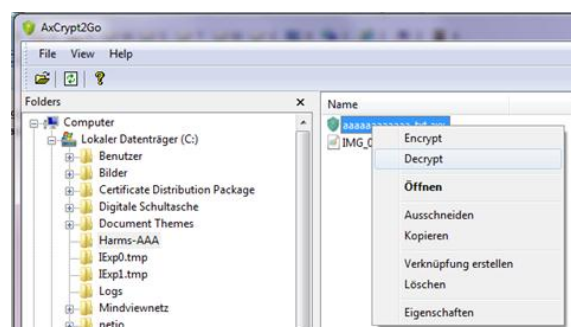 AxCrypt2Go
File View Help
Folders
Name
Computer
Lokaler Datenträger (C:)
Benutzer
Bilder
Certificate Distribution Package
Digitale Schultasche
Document Themes
Harms-AAA
IExp0.tmp
IExp1.tmp
Logs
Mindviewnetz
IMG_0
Encrypt
Decrypt
Öffnen
Ausschneiden
Kopieren
Verknüpfung erstellen
Löschen
Eigenschaften